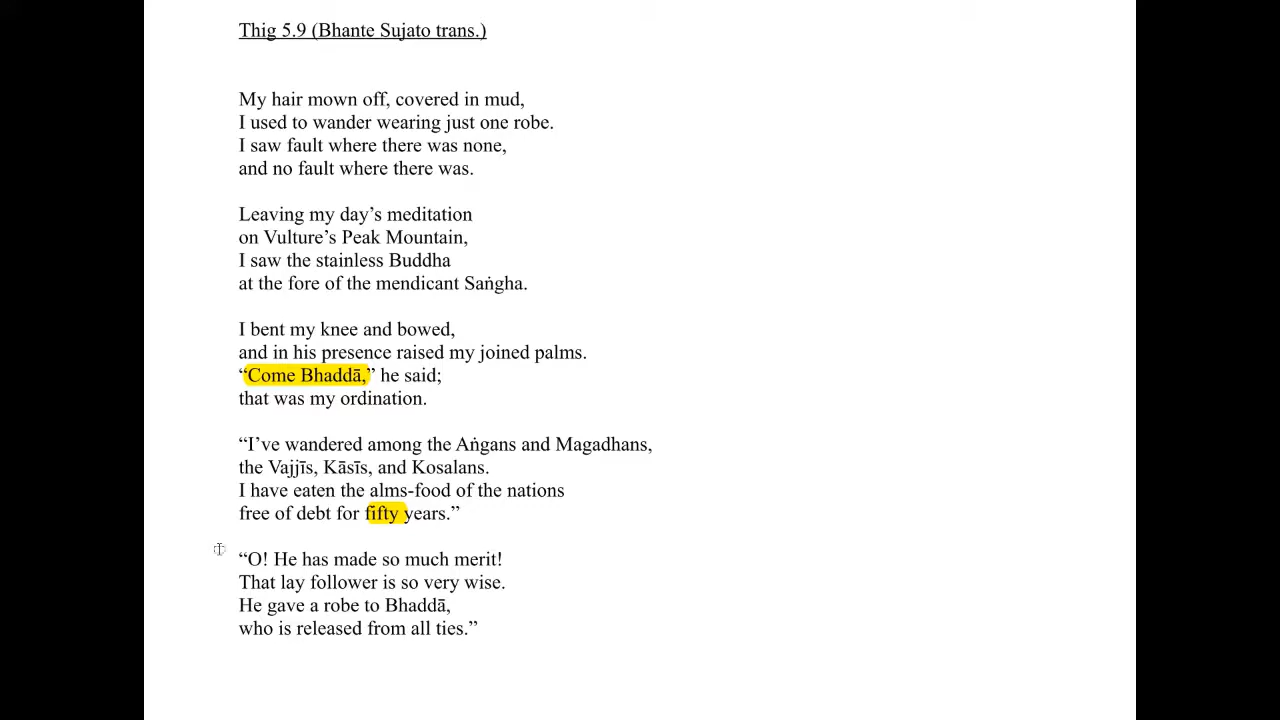 Thig 5.9 (Bhante Sujato trans.)
My hair mown off, covered in mud,
I used to wander wearing just one robe.
I saw fault where there was none,
and no fault where there was.
Leaving my day’s meditation
on Vulture’s Peak Mountain,
I saw the stainless Buddha
at the fore of the mendicant Saṅgha.
I bent my knee and bowed,
and in his presence raised my joined palms.
“Come Bhaddā,” he said;
that was my ordination.
“I’ve wandered among the Aṅgans and Magadhans,
the Vajjīs, Kāsīs, and Kosalans.
I have eaten the alms-food of the nations
free of debt for fifty years.”
“O! He has made so much merit!
That lay follower is so very wise.
He gave a robe to Bhaddā,
who is released from all ties.”